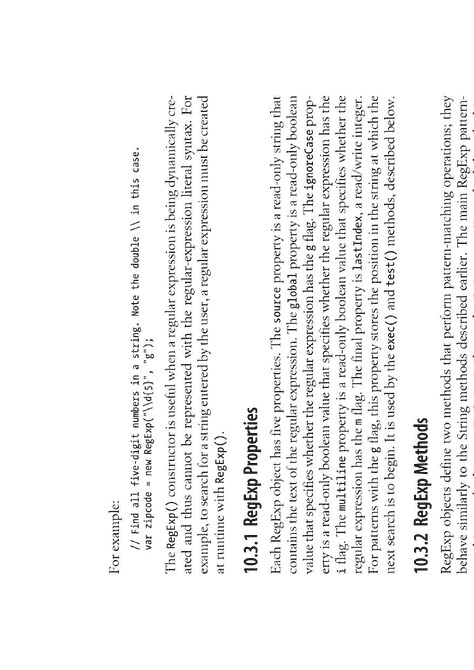 For example:
// Find all five-digit numbers in a string. Note the double \\ in this case.
var zipcode = new RegExp("\\d{5}", "g");
The RegExp() constructor is useful when a regular expression is being dynamically cre-
ated and thus cannot be represented with the regular-expression literal syntax. For
example, to search for a string entered by the user, a regular expression must be created
at runtime with RegExp().
10.3.1 RegExp Properties
Each RegExp object has five properties. The source property is a read-only string that
contains the text of the regular expression. The global property is a read-only boolean
value that specifies whether the regular expression has the g flag. The ignoreCase prop-
erty is a read-only boolean value that specifies whether the regular expression has the
i flag. The multiline property is a read-only boolean value that specifies whether the
regular expression has the m flag. The final property is lastIndex, a read/write integer.
For patterns with the g flag, this property stores the position in the string at which the
next search is to begin. It is used by the exec() and test() methods, described below.
10.3.2 RegExp Methods
RegExp objects define two methods that perform pattern-matching operations; they
behave similarly to the String methods described earlier. The main RegExp pattern-